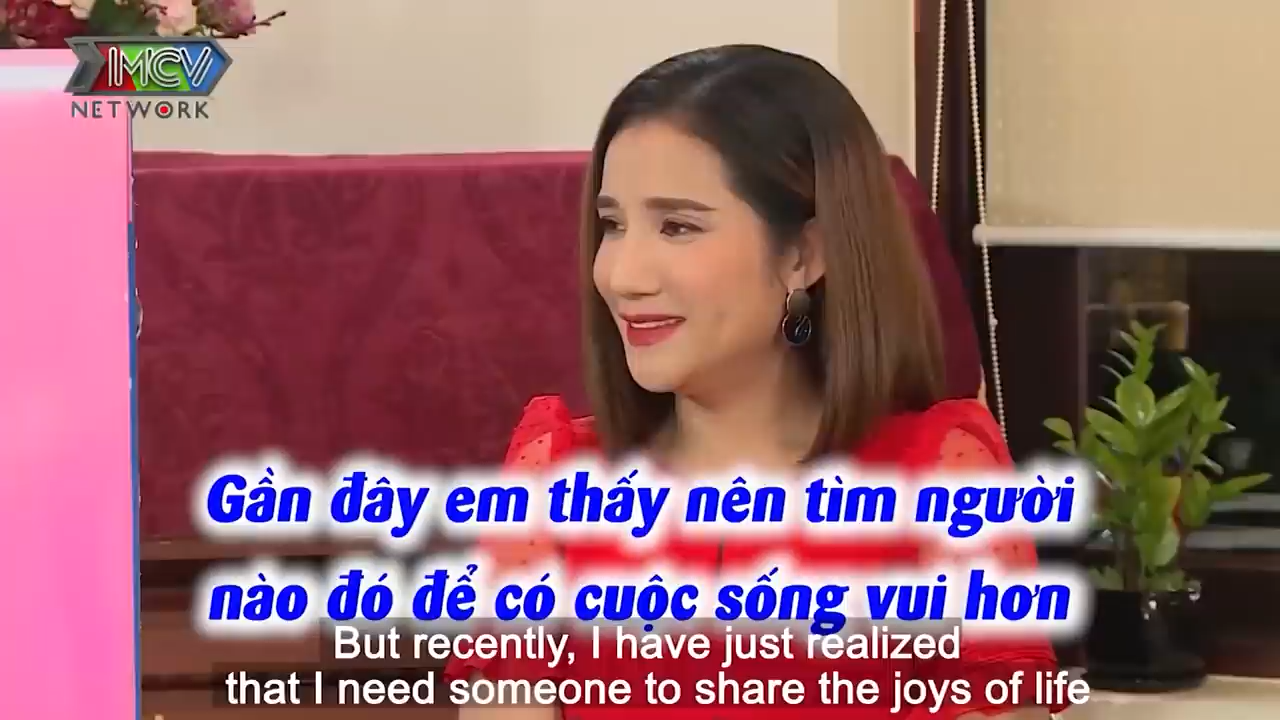 MCV
NETWORK
Gần đây em thấy nên tìm người
nào đó để có cuộc sống vui hơn
But recently, I have just realized
that I need someone to share the joys of life